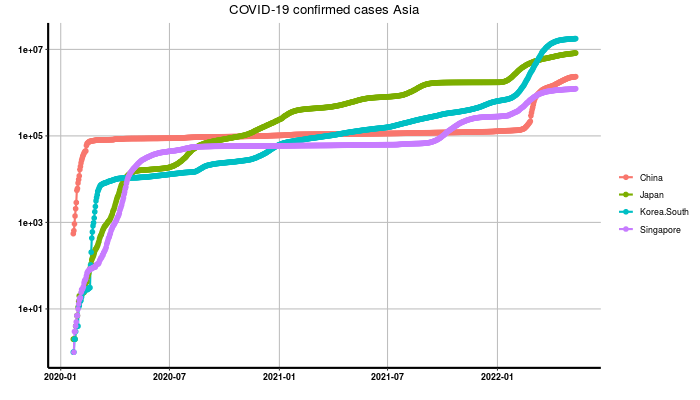 COVID-19 confirmed cases Asia
1e+07
1e+05
1e+03
1e+01
2020-01 2020-07 2021-01 2021-07 2022-01
China
Japan
Korea.South
Singapore